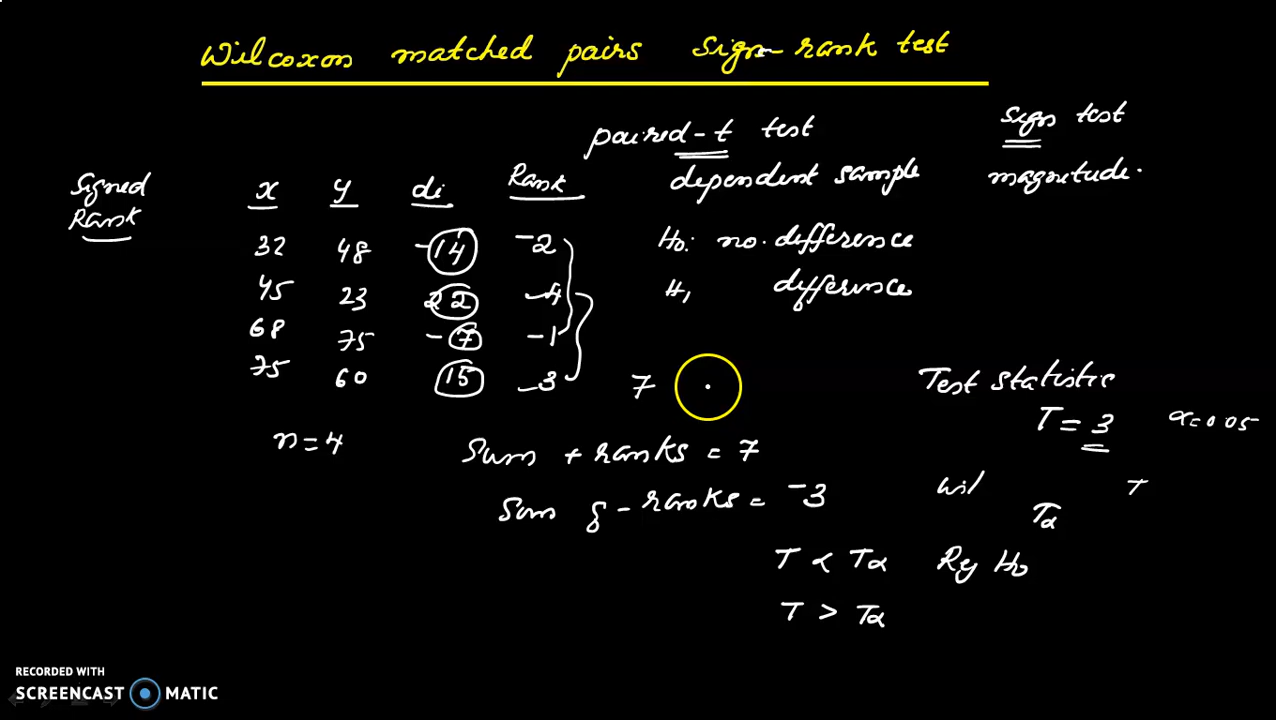 Wilcoxon matched pairs Sign-rank test
paired-t test
sign test
dependent sample
magnitude.
Signed Rank
x y di Rank
32 48 -14 -2
45 23 22 4
68 75 -7 -1
75 60 15 3
H0: no. difference
H1 difference
7
n=4
Sum + ranks = 7
Sum - ranks = -3
Test statistic
T = 3 α=0.05
wil T
Tα
T < Tα Rej H0
T > Tα
RECORDED WITH
SCREENCAST MATIC